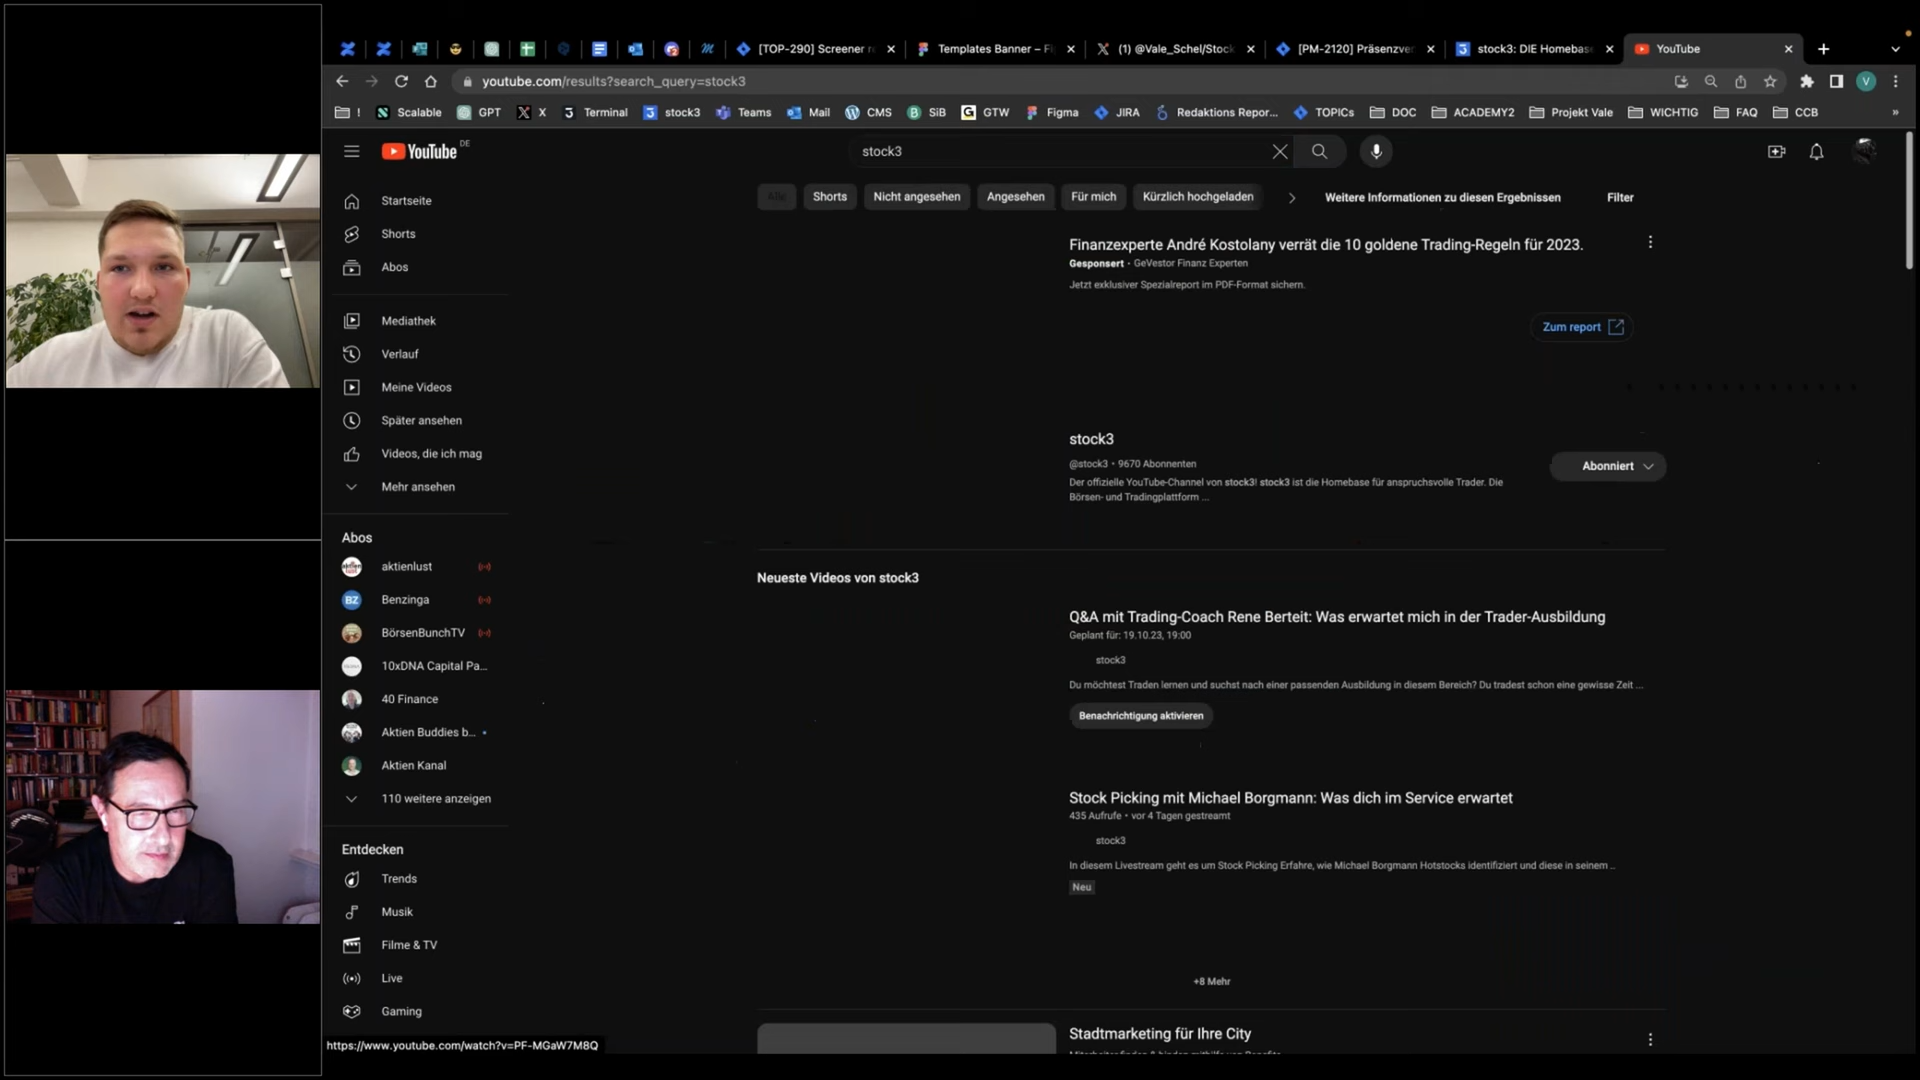 [TOP-290] Screener
Templates Banner –
(1) @Vale_Schel/Stock
[PM-2120] Präsenzver
stock3: DIE Homebas
YouTube
youtube.com/results?search_query=stock3
! Scalable GPT X Terminal stock3 Teams Mail CMS SiB GTW Figma JIRA Redaktions Repor... TOPICs DOC ACADEMY2 Projekt Vale WICHTIG FAQ CCB »
YouTube DE
stock3
Alle Shorts Nicht angesehen Angesehen Für mich Kürzlich hochgeladen Weitere Informationen zu diesen Ergebnissen Filter
Startseite
Shorts
Abos
Mediathek
Verlauf
Meine Videos
Später ansehen
Videos, die ich mag
Mehr ansehen
Abos
aktienlust
BZ Benzinga
BörsenBunchTV
10xDNA Capital Pa...
40 Finance
Aktien Buddies b...
Aktien Kanal
110 weitere anzeigen
Entdecken
Trends
Musik
Filme & TV
Live
Gaming
Finanzexperte André Kostolany verrät die 10 goldene Trading-Regeln für 2023.
Gesponsert • GeVestor Finanz Experten
Jetzt exklusiver Spezialreport im PDF-Format sichern.
Zum report
stock3
@stock3 • 9670 Abonnenten
Abonniert
Der offizielle YouTube-Channel von stock3! stock3 ist die Homebase für anspruchsvolle Trader. Die
Börsen- und Tradingplattform ...
Neueste Videos von stock3
Q&A mit Trading-Coach Rene Berteit: Was erwartet mich in der Trader-Ausbildung
Geplant für: 19.10.23, 19:00
stock3
Du möchtest Traden lernen und suchst nach einer passenden Ausbildung in diesem Bereich? Du tradest schon eine gewisse Zeit ...
Benachrichtigung aktivieren
Stock Picking mit Michael Borgmann: Was dich im Service erwartet
435 Aufrufe • vor 4 Tagen gestreamt
stock3
In diesem Livestream geht es um Stock Picking Erfahre, wie Michael Borgmann Hotstocks identifiziert und diese in seinem ..
Neu
+8 Mehr
Stadtmarketing für Ihre City
https://www.youtube.com/watch?v=PF-MGaW7M8Q